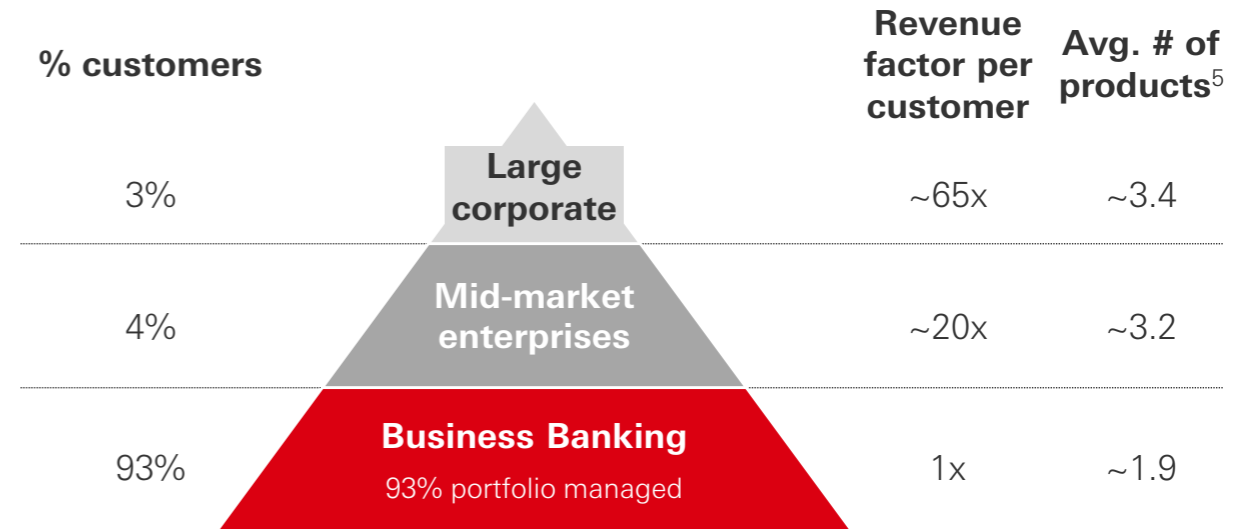 % customers
Revenue
factor per
customer
Avg. # of
products5
Large
corporate
3%
~65x
~3.4
Mid-market
enterprises
4%
~20x
~3.2
Business Banking
93% portfolio managed
93%
1x
~1.9